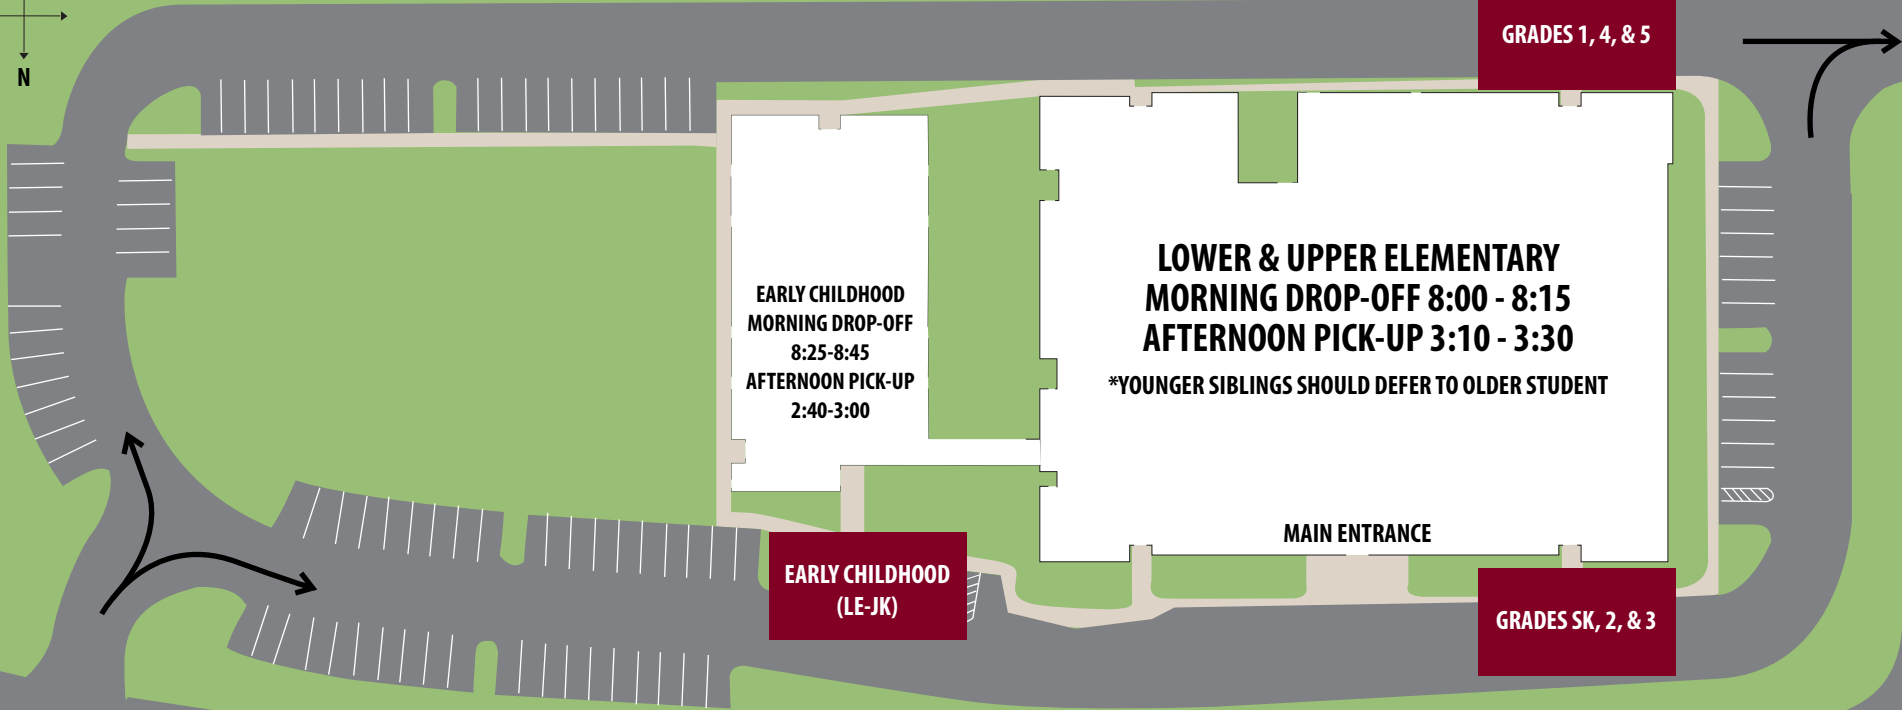 N
GRADES 1, 4, & 5
EARLY CHILDHOOD
MORNING DROP-OFF
8:25-8:45
AFTERNOON PICK-UP
2:40-3:00
LOWER & UPPER ELEMENTARY
MORNING DROP-OFF 8:00 - 8:15
AFTERNOON PICK-UP 3:10 - 3:30
*YOUNGER SIBLINGS SHOULD DEFER TO OLDER STUDENT
MAIN ENTRANCE
EARLY CHILDHOOD
(LE-JK)
GRADES SK, 2, & 3